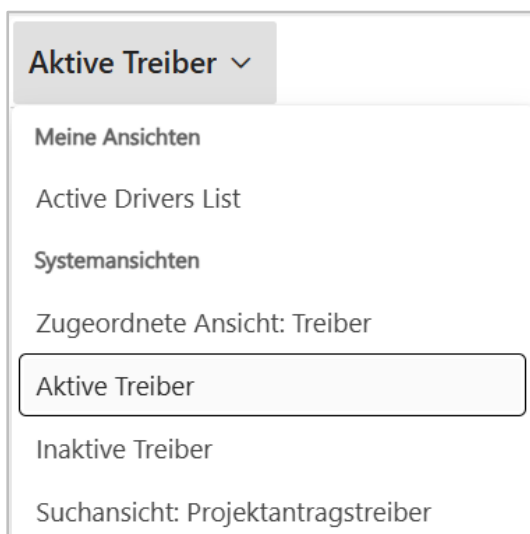 Aktive Treiber
Meine Ansichten
Active Drivers List
Systemansichten
Zugeordnete Ansicht: Treiber
Aktive Treiber
Inaktive Treiber
Suchansicht: Projektantragstreiber